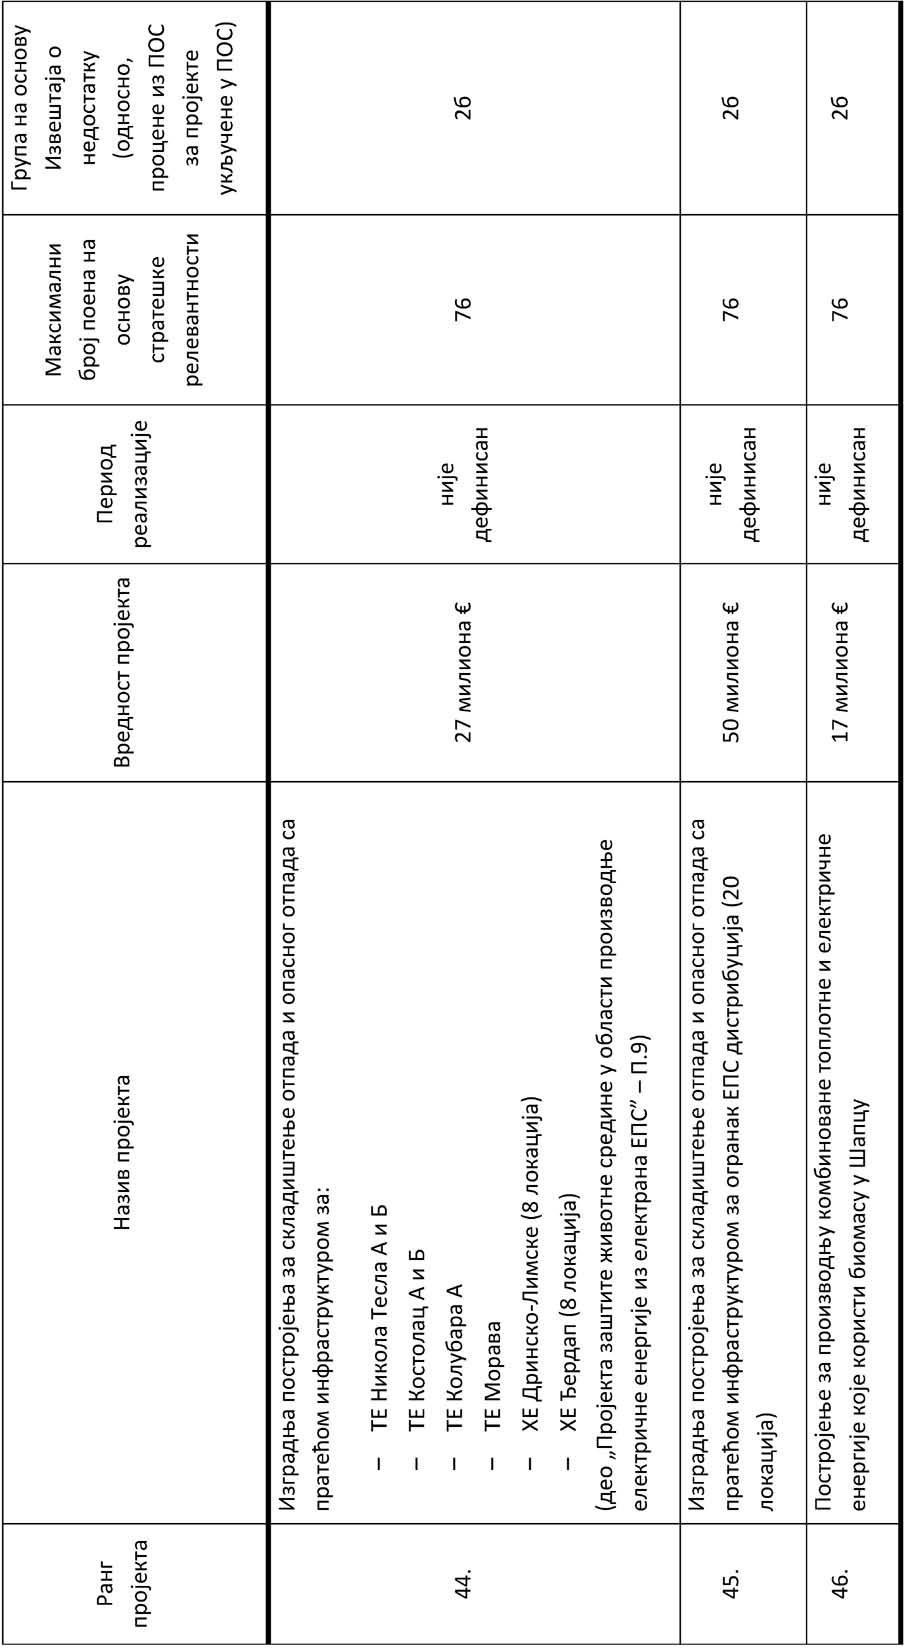 Ранг
пројекта
Назив пројекта
Вредност пројекта
Период
реализације
Максимални
број поена на
основу
стратешке
релевантности
Група на основу
Извештаја о
недостатку
(односно,
процене из ПОС
за пројекте
укључене у ПОС)
44.
Изградња постројења за складиштење отпада и опасног отпада са
пратећом инфраструктуром за:
– ТЕ Никола Тесла А и Б
– ТЕ Костолац А и Б
– ТЕ Колубара А
– ТЕ Морава
– ХЕ Дринско-Лимске (8 локација)
– ХЕ Ђердап (8 локација)
(део „Пројекта заштите животне средине у области производње
електричне енергије из електрана ЕПС” – П.9)
27 милиона €
није
дефинисан
76
2б
45.
Изградња постројења за складиштење отпада и опасног отпада са
пратећом инфраструктуром за огранак ЕПС дистрибуција (20
локација)
50 милиона €
није
дефинисан
76
2б
46.
Постројење за производњу комбиноване топлотне и електричне
енергије које користи биомасу у Шапцу
17 милиона €
није
дефинисан
76
2б